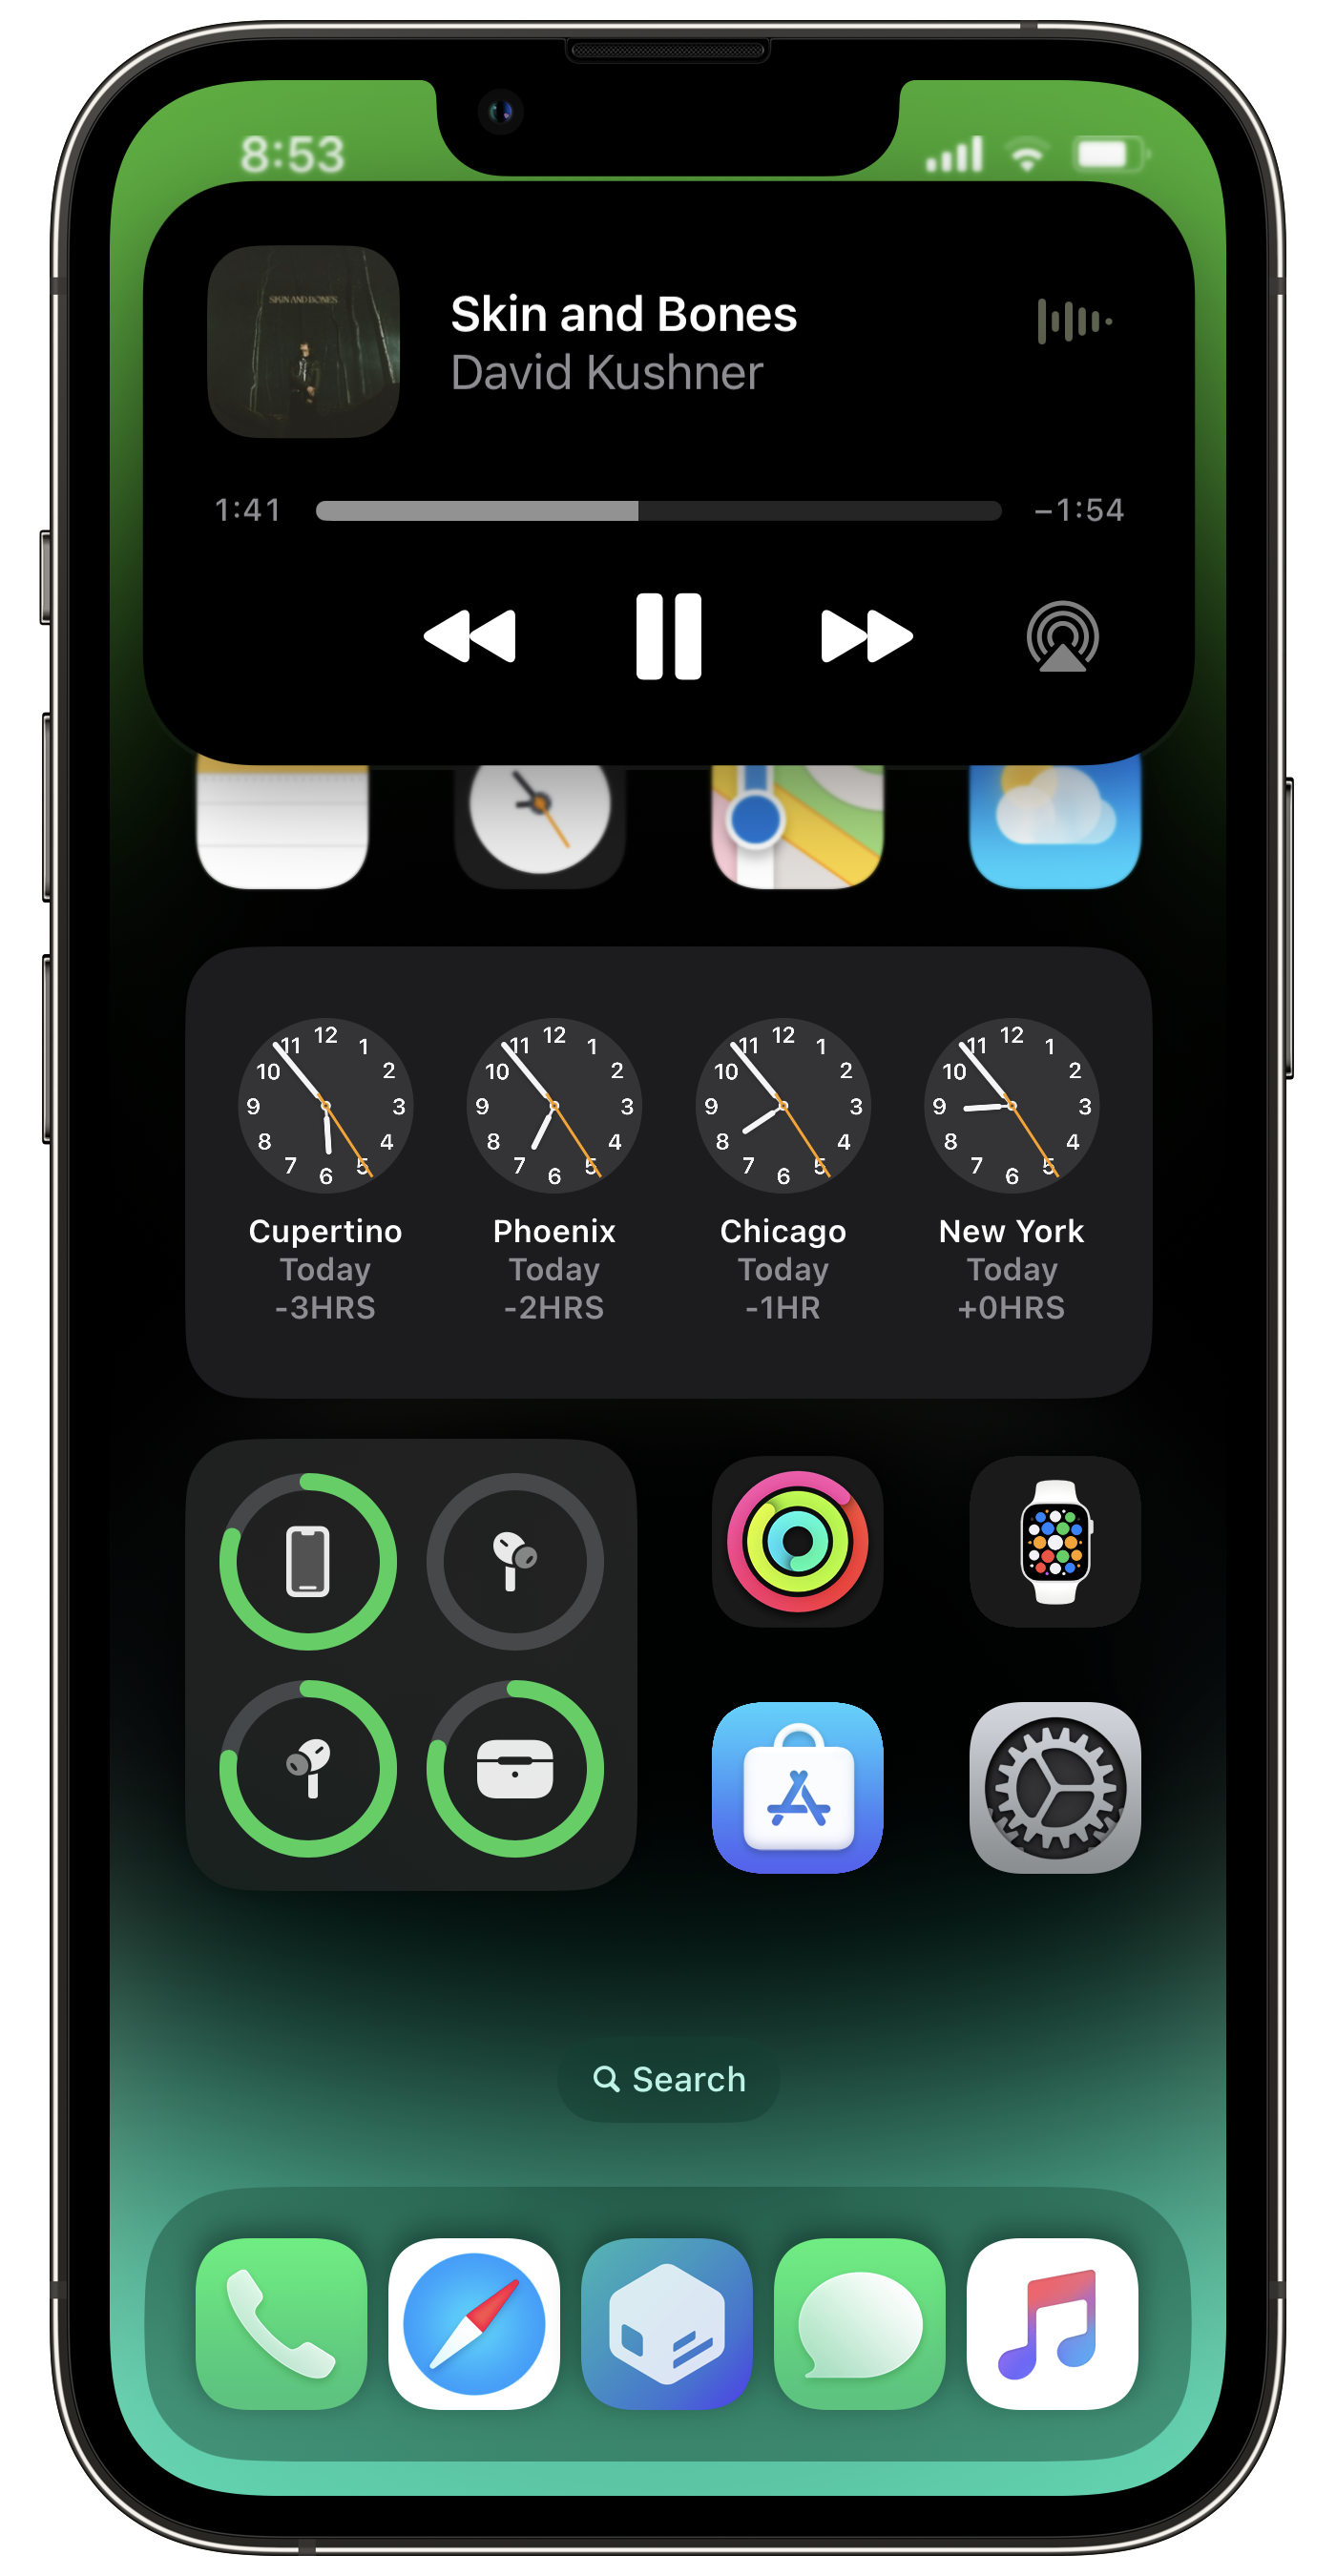 8:53
SKIN AND BONES
Skin and Bones
David Kushner
1:41 −1:54
12 1 2 3 4 5 6 7 8 9 10 11
12 1 2 3 4 5 6 7 8 9 10 11
12 1 2 3 4 5 6 7 8 9 10 11
12 1 2 3 4 5 6 7 8 9 10 11
Cupertino Phoenix Chicago New York
Today Today Today Today
-3HRS -2HRS -1HR +0HRS
Search